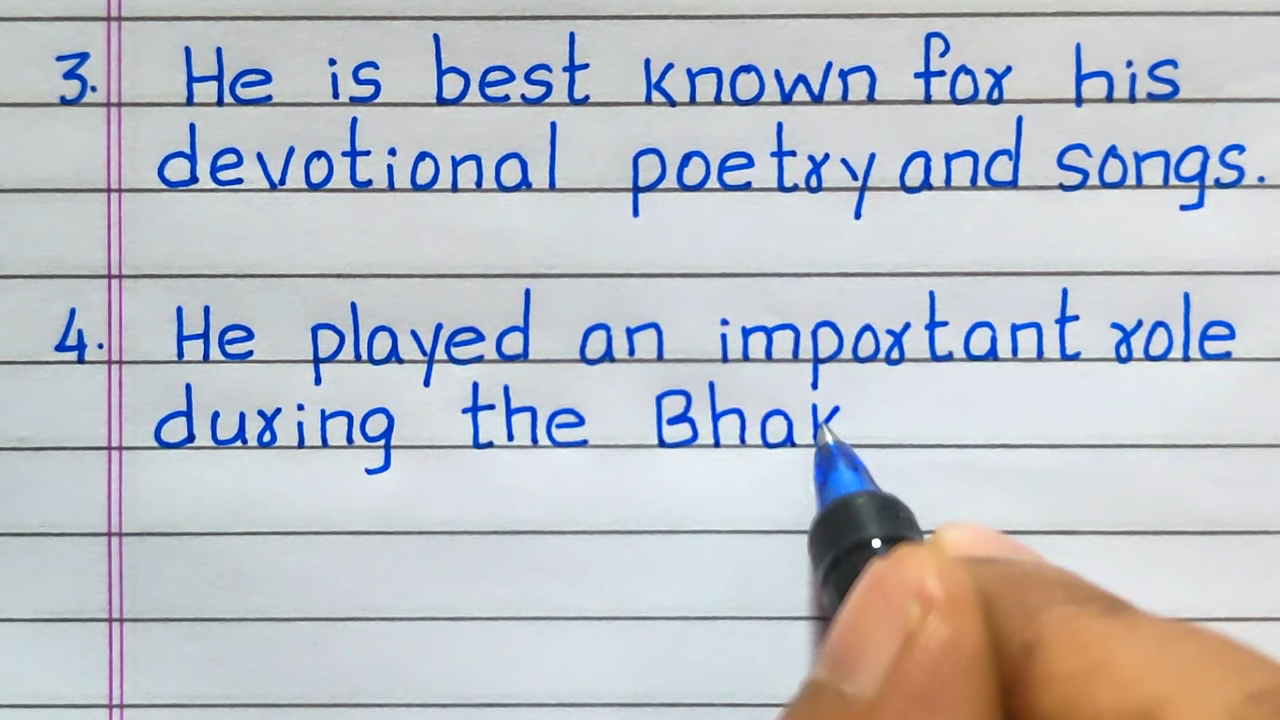 3. He is best known for his
devotional poetry and songs.
4. He played an important role
during the Bhak